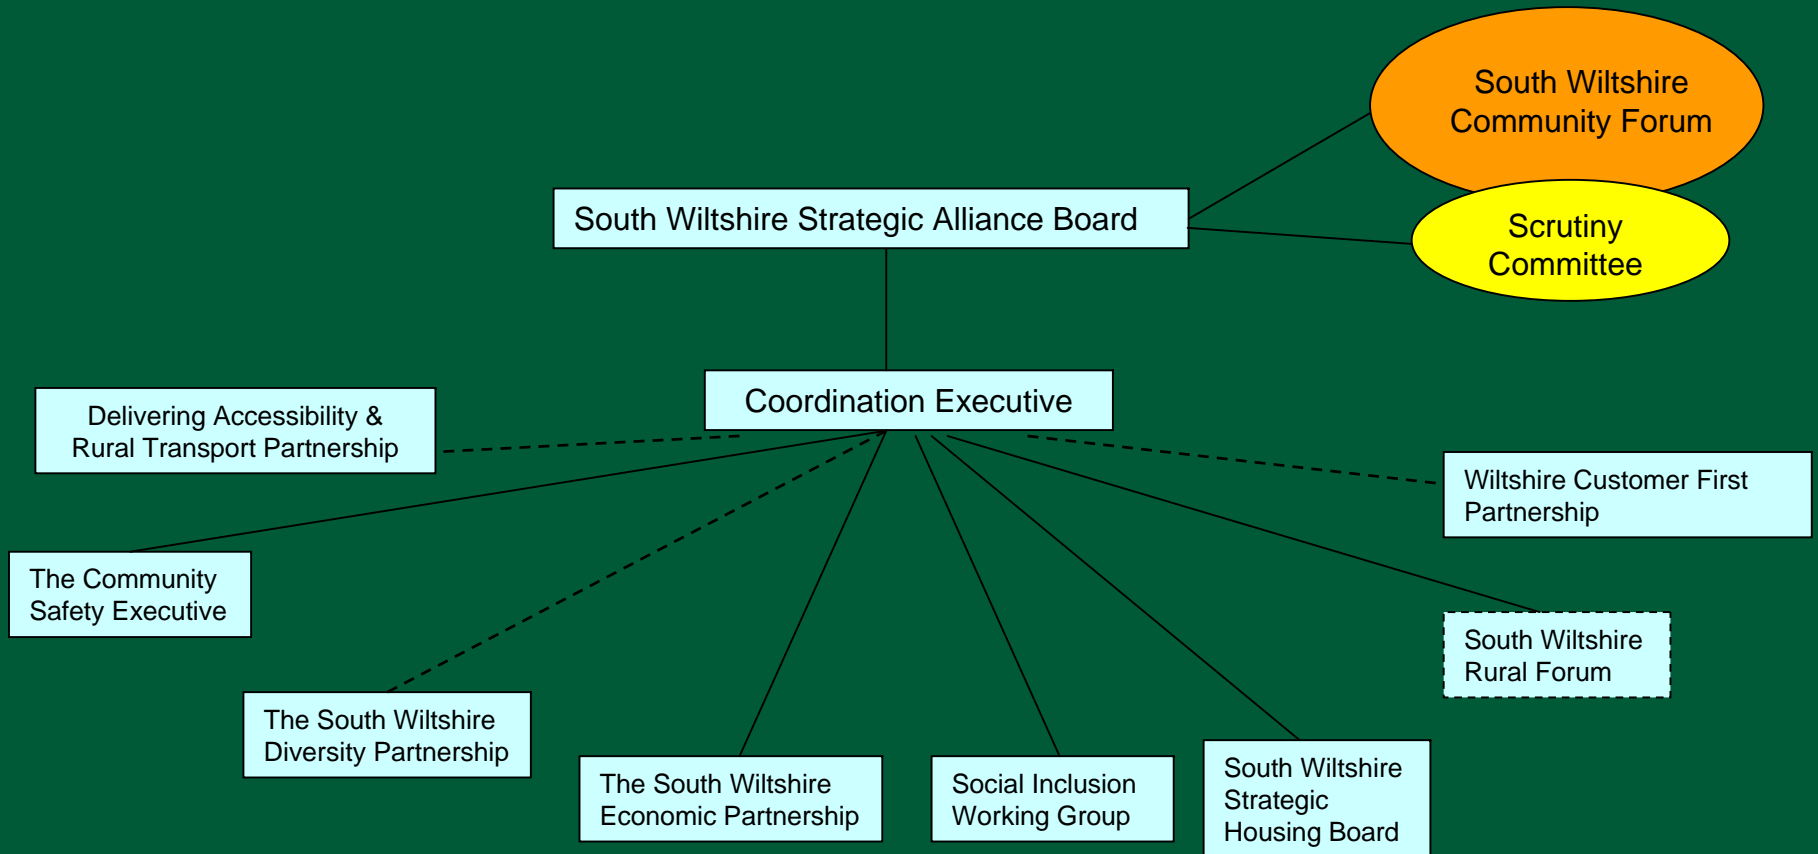 South Wiltshire
Community Forum
South Wiltshire Strategic Alliance Board
Scrutiny
Committee
Coordination Executive
Delivering Accessibility &
Rural Transport Partnership
Wiltshire Customer First
Partnership
The Community
Safety Executive
South Wiltshire
Rural Forum
The South Wiltshire
Diversity Partnership
The South Wiltshire
Economic Partnership
Social Inclusion
Working Group
South Wiltshire
Strategic
Housing Board